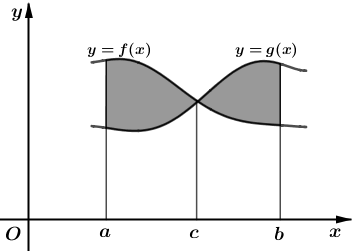 y
y = f(x) y = g(x)
O a c b x